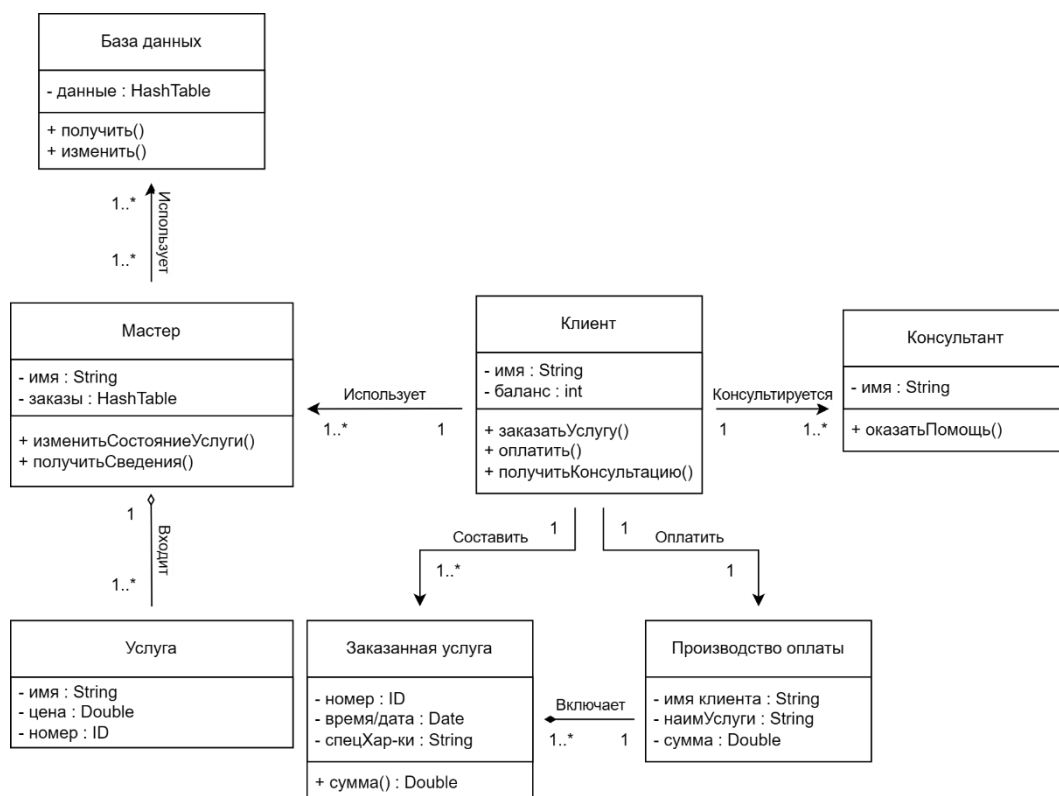 База данных
- данные : HashTable
+ получить()
+ изменить()
1..*
Использует
1..*
Мастер
- имя : String
- заказы : HashTable
+ изменитьСостояниеУслуги()
+ получитьСведения()
Использует
1..*
1
Клиент
- имя : String
- баланс : int
+ заказатьУслугу()
+ оплатить()
+ получитьКонсультацию()
Консультируется
1
1..*
Консультант
- имя : String
+ оказатьПомощь()
1
Входит
1..*
Составить
1
1..*
1
Оплатить
1
Услуга
- имя : String
- цена : Double
- номер : ID
Заказанная услуга
- номер : ID
- время/дата : Date
- спецХар-ки : String
+ сумма() : Double
Включает
1..*
1
Производство оплаты
- имя клиента : String
- наимУслуги : String
- сумма : Double